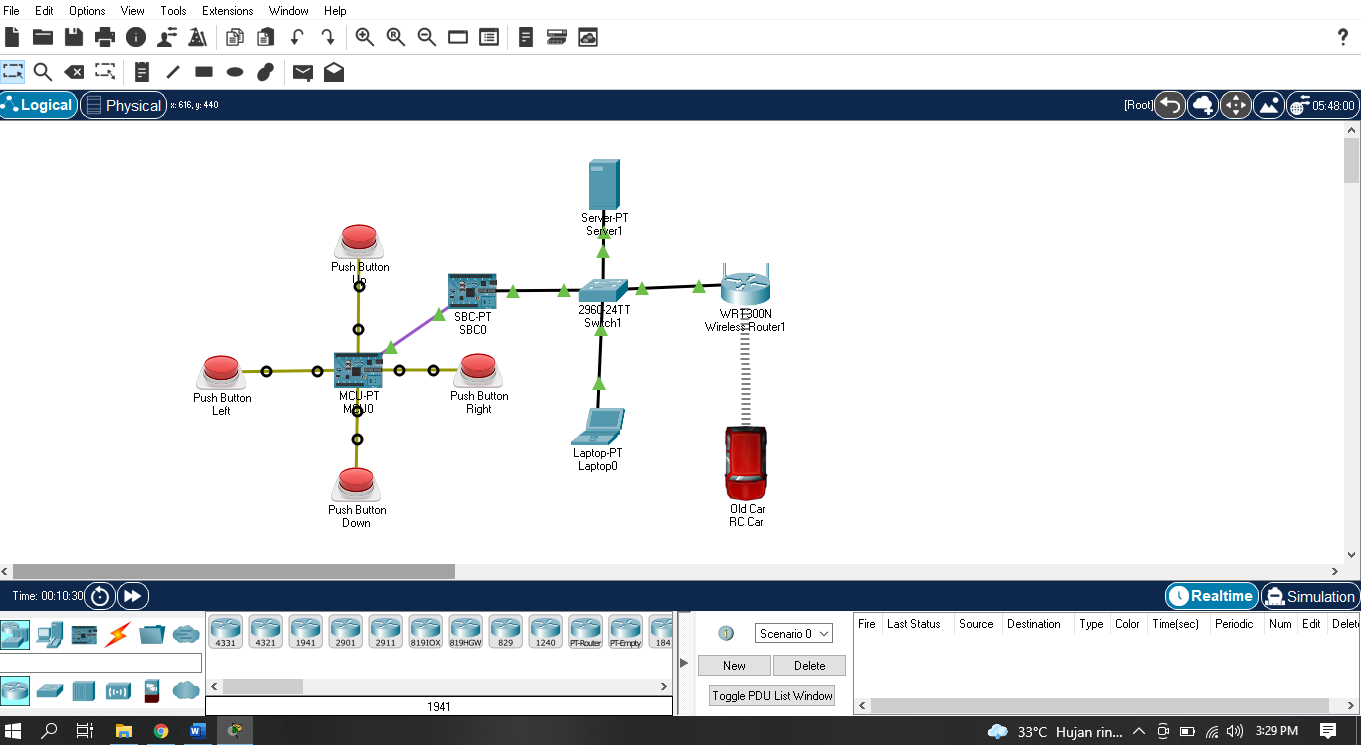 File Edit Options View Tools Extensions Window Help
?
Logical Physical x: 616, y: 440 [Root] 05:48:00
Server-PT
Server1
Push Button
Up
SBC-PT
SBC0
2960-24TT
Switch1
WRT300N
Wireless Router1
Push Button
Left
MCU-PT
MCU0
Push Button
Right
Laptop-PT
Laptop0
Push Button
Down
Old Car
RC Car
Time: 00:10:30 Realtime Simulation
4331 4321 1941 2901 2911 819IOX 819HGW 829 1240 PT-Router PT-Empty 184
1941
Scenario 0
New Delete
Toggle PDU List Window
Fire Last Status Source Destination Type Color Time(sec) Periodic Num Edit Delet
33°C Hujan rin... 3:29 PM